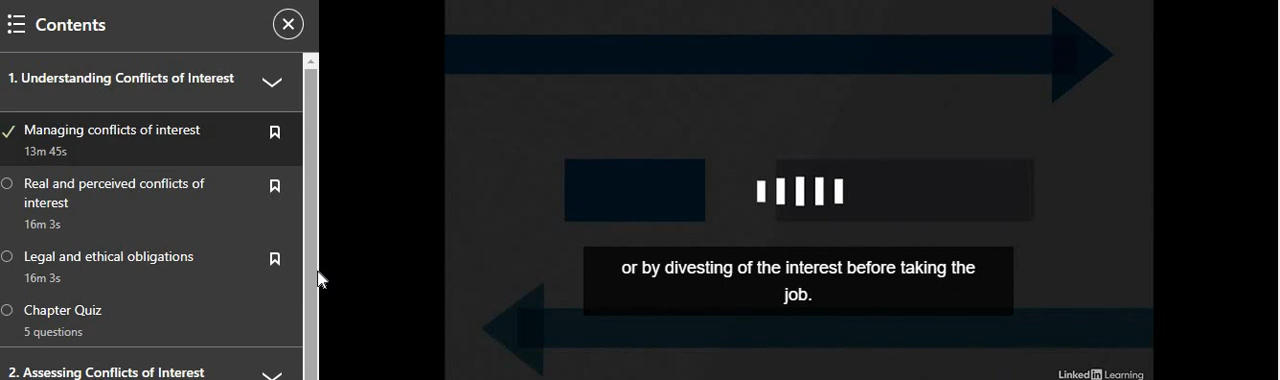 Contents
1. Understanding Conflicts of Interest
Managing conflicts of interest
13m 45s
Real and perceived conflicts of
interest
16m 3s
Legal and ethical obligations
16m 3s
Chapter Quiz
5 questions
2. Assessing Conflicts of Interest
or by divesting of the interest before taking the
job.
Linked in Learning